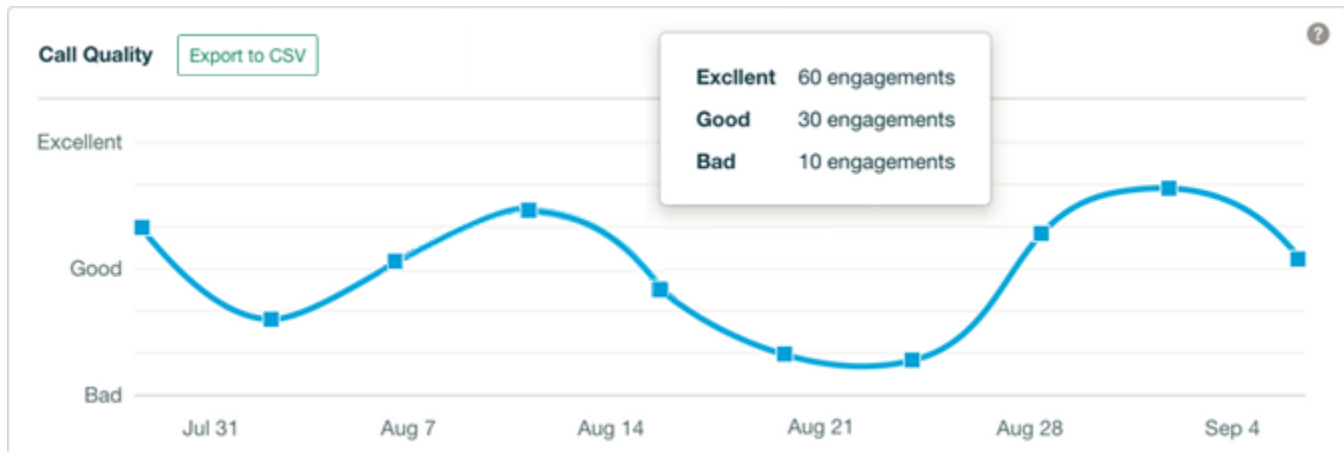 Call Quality
Export to CSV
?
Excllent 60 engagements
Good 30 engagements
Bad 10 engagements
Excellent
Good
Bad
Jul 31 Aug 7 Aug 14 Aug 21 Aug 28 Sep 4